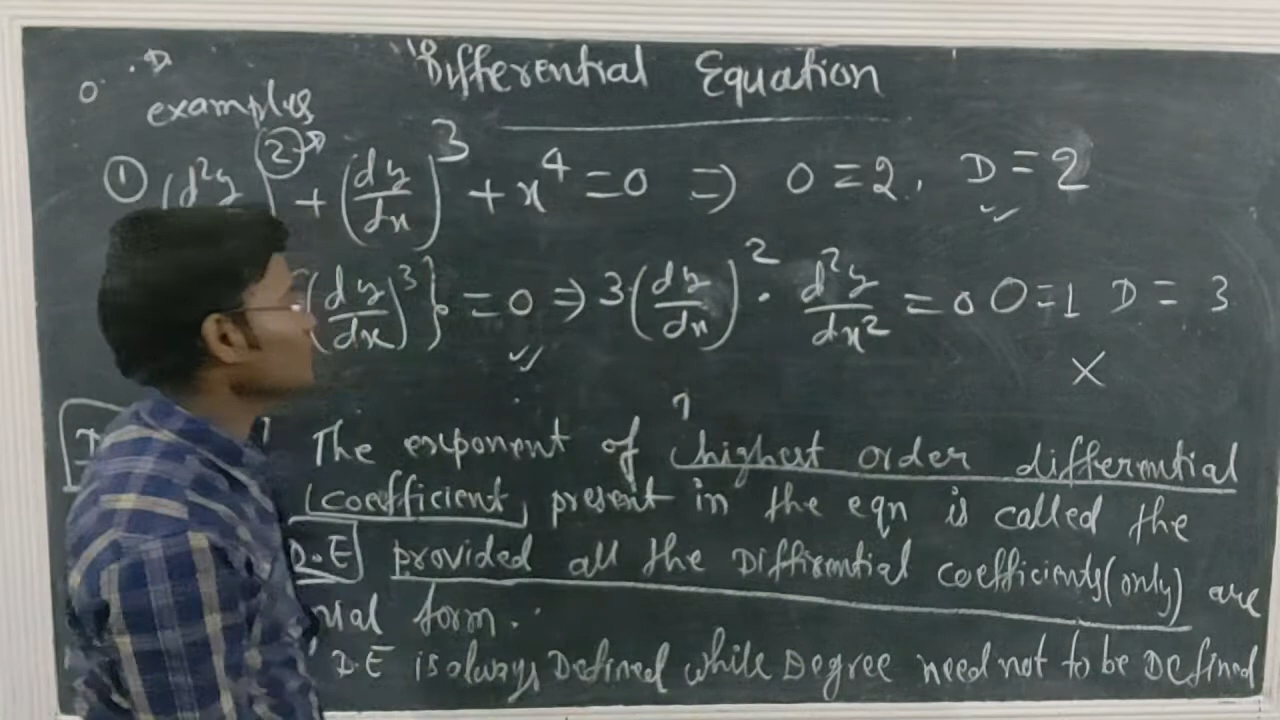 Differential Equation
O. D
examples
① (d²y)② + (dy/dx)³ + x⁴ = 0 ⇒ O = 2, D = 2
(dy/dx)³} = 0 ⇒ 3(dy/dx)² · d²y/dx² = 0 O = 1 D = 3
The exponent of highest order differential
coefficient, present in the eqn is called the
D.E provided all the Differential coefficients (only) are
form.
D.E is always Defined while Degree need not to be Defined